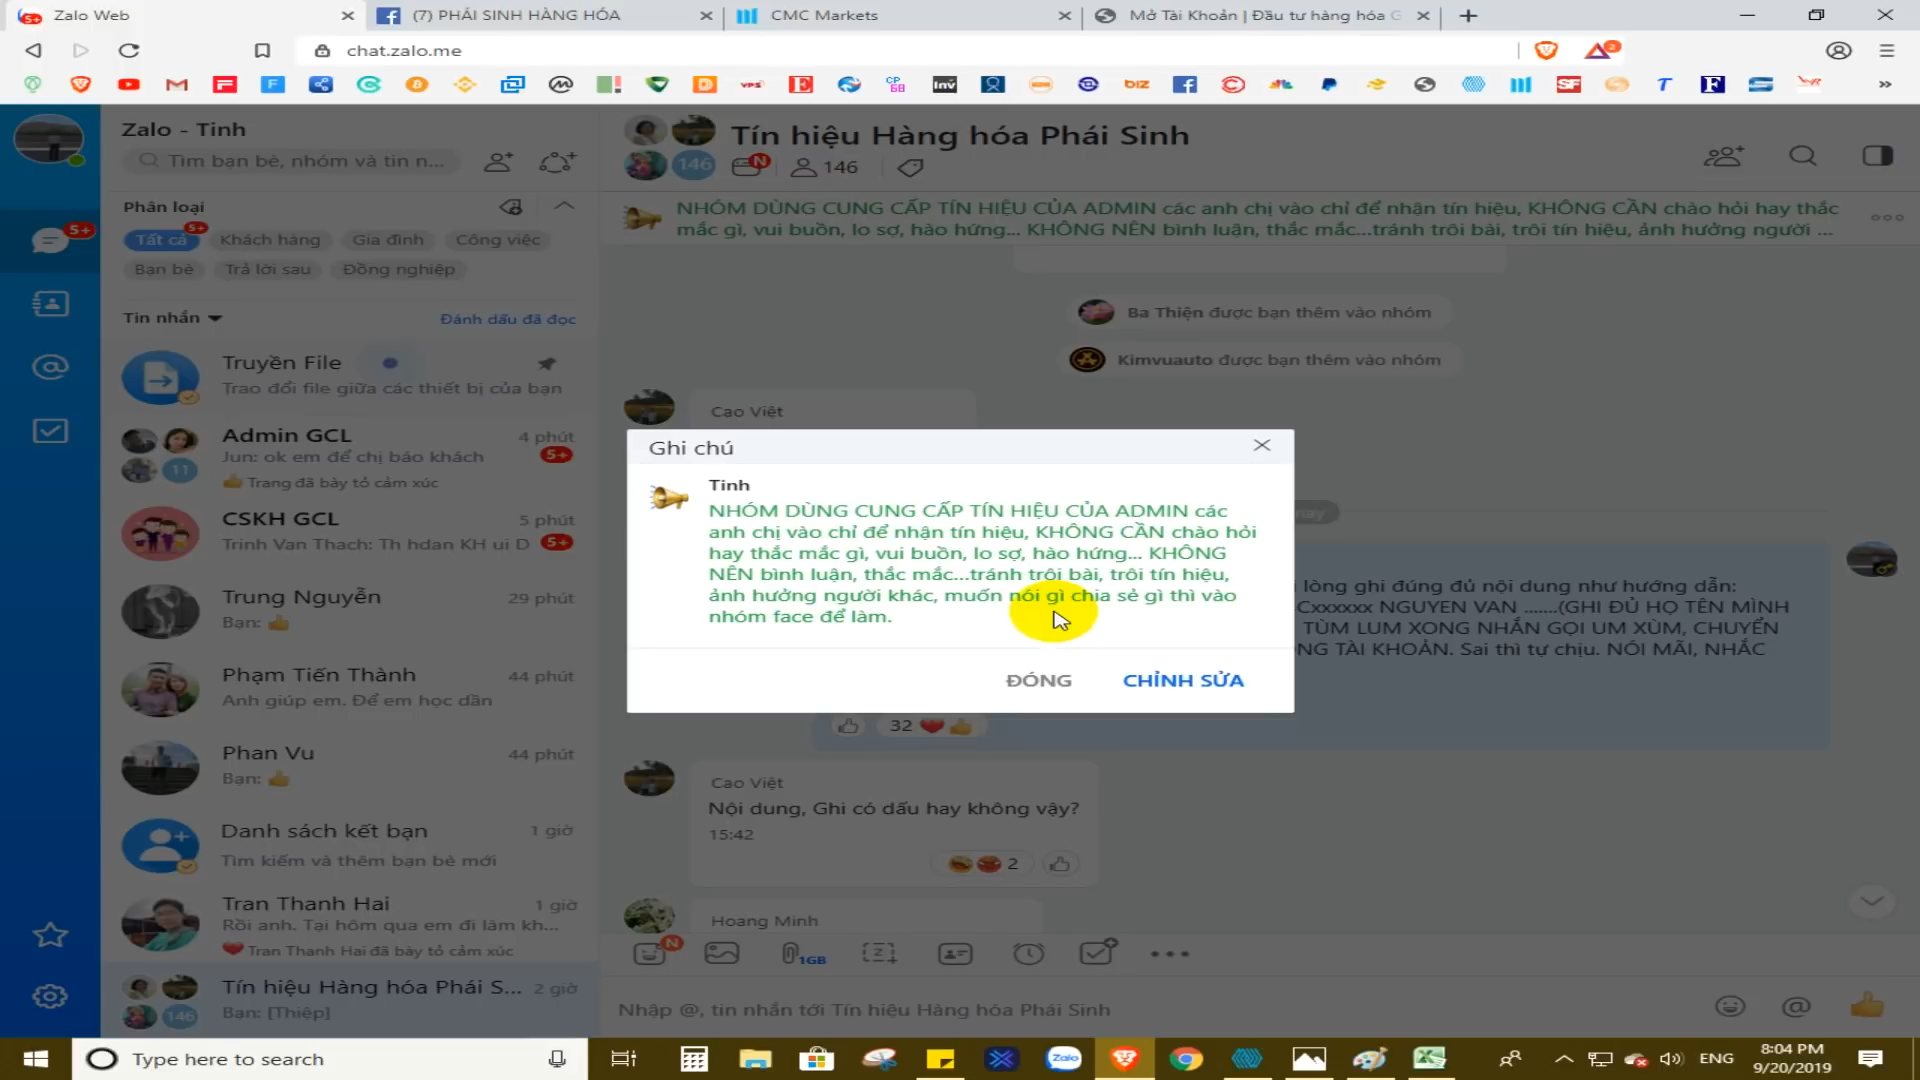 Zalo Web
(7) PHÁI SINH HÀNG HÓA
CMC Markets
Mở Tài Khoản | Đầu tư hàng hóa G
chat.zalo.me
2
Zalo - Tinh
Tìm bạn bè, nhóm và tin n...
Phân loại
Tất cả
5+
Khách hàng
Gia đình
Công việc
Bạn bè
Trả lời sau
Đồng nghiệp
Tin nhắn
Đánh dấu đã đọc
5+
Truyền File
Trao đổi file giữa các thiết bị của bạn
Admin GCL
4 phút
Jun: ok em để chị báo khách
5+
11
Trang đã bày tỏ cảm xúc
CSKH GCL
5 phút
Trinh Van Thach: Th hdan KH ui D
5+
Trung Nguyễn
29 phút
Bạn:
Phạm Tiến Thành
44 phút
Anh giúp em. Để em học dần
Phan Vu
44 phút
Bạn:
Danh sách kết bạn
1 giờ
Tìm kiếm và thêm bạn bè mới
Tran Thanh Hai
1 giờ
Rồi anh. Tại hôm qua em đi làm kh...
Tran Thanh Hai đã bày tỏ cảm xúc
Tín hiệu Hàng hóa Phái S...
2 giờ
146
Bạn: [Thiệp]
Tín hiệu Hàng hóa Phái Sinh
146
N
146
NHÓM DÙNG CUNG CẤP TÍN HIỆU CỦA ADMIN các anh chị vào chỉ để nhận tín hiệu, KHÔNG CẦN chào hỏi hay thắc
mắc gì, vui buồn, lo sợ, hào hứng... KHÔNG NÊN bình luận, thắc mắc...tránh trôi bài, trôi tín hiệu, ảnh hưởng người ...
Ba Thiện được bạn thêm vào nhóm
Kimvuauto được bạn thêm vào nhóm
Cao Việt
Ghi chú
Tinh
NHÓM DÙNG CUNG CẤP TÍN HIỆU CỦA ADMIN các
anh chị vào chỉ để nhận tín hiệu, KHÔNG CẦN chào hỏi
hay thắc mắc gì, vui buồn, lo sợ, hào hứng... KHÔNG
NÊN bình luận, thắc mắc...tránh trôi bài, trôi tín hiệu,
ảnh hưởng người khác, muốn nói gì chia sẻ gì thì vào
nhóm face để làm.
ĐÓNG
CHỈNH SỬA
nay
lòng ghi đúng đủ nội dung như hướng dẫn:
Cxxxxxx NGUYEN VAN .......(GHI ĐỦ HỌ TÊN MÌNH
TÙM LUM XONG NHẮN GỌI UM XÙM, CHUYỂN
NG TÀI KHOẢN. Sai thì tự chịu. NÓI MÃI, NHẮC
32
Cao Việt
Nội dung, Ghi có dấu hay không vậy?
15:42
2
Hoang Minh
N
1GB
Nhập @, tin nhắn tới Tín hiệu Hàng hóa Phái Sinh
Type here to search
Zalo
ENG
8:04 PM
9/20/2019